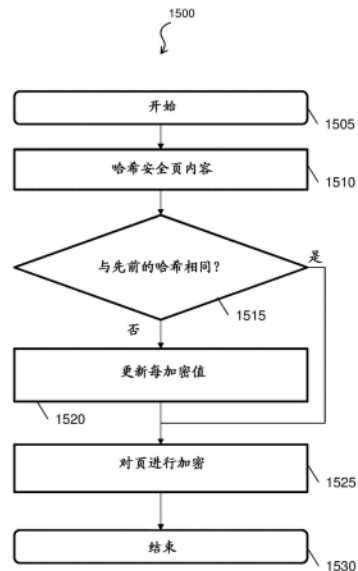 1500
开始
1505
哈希安全页内容
1510
与先前的哈希相同?
是
1515
否
更新每加密值
1520
对页进行加密
1525
结束
1530